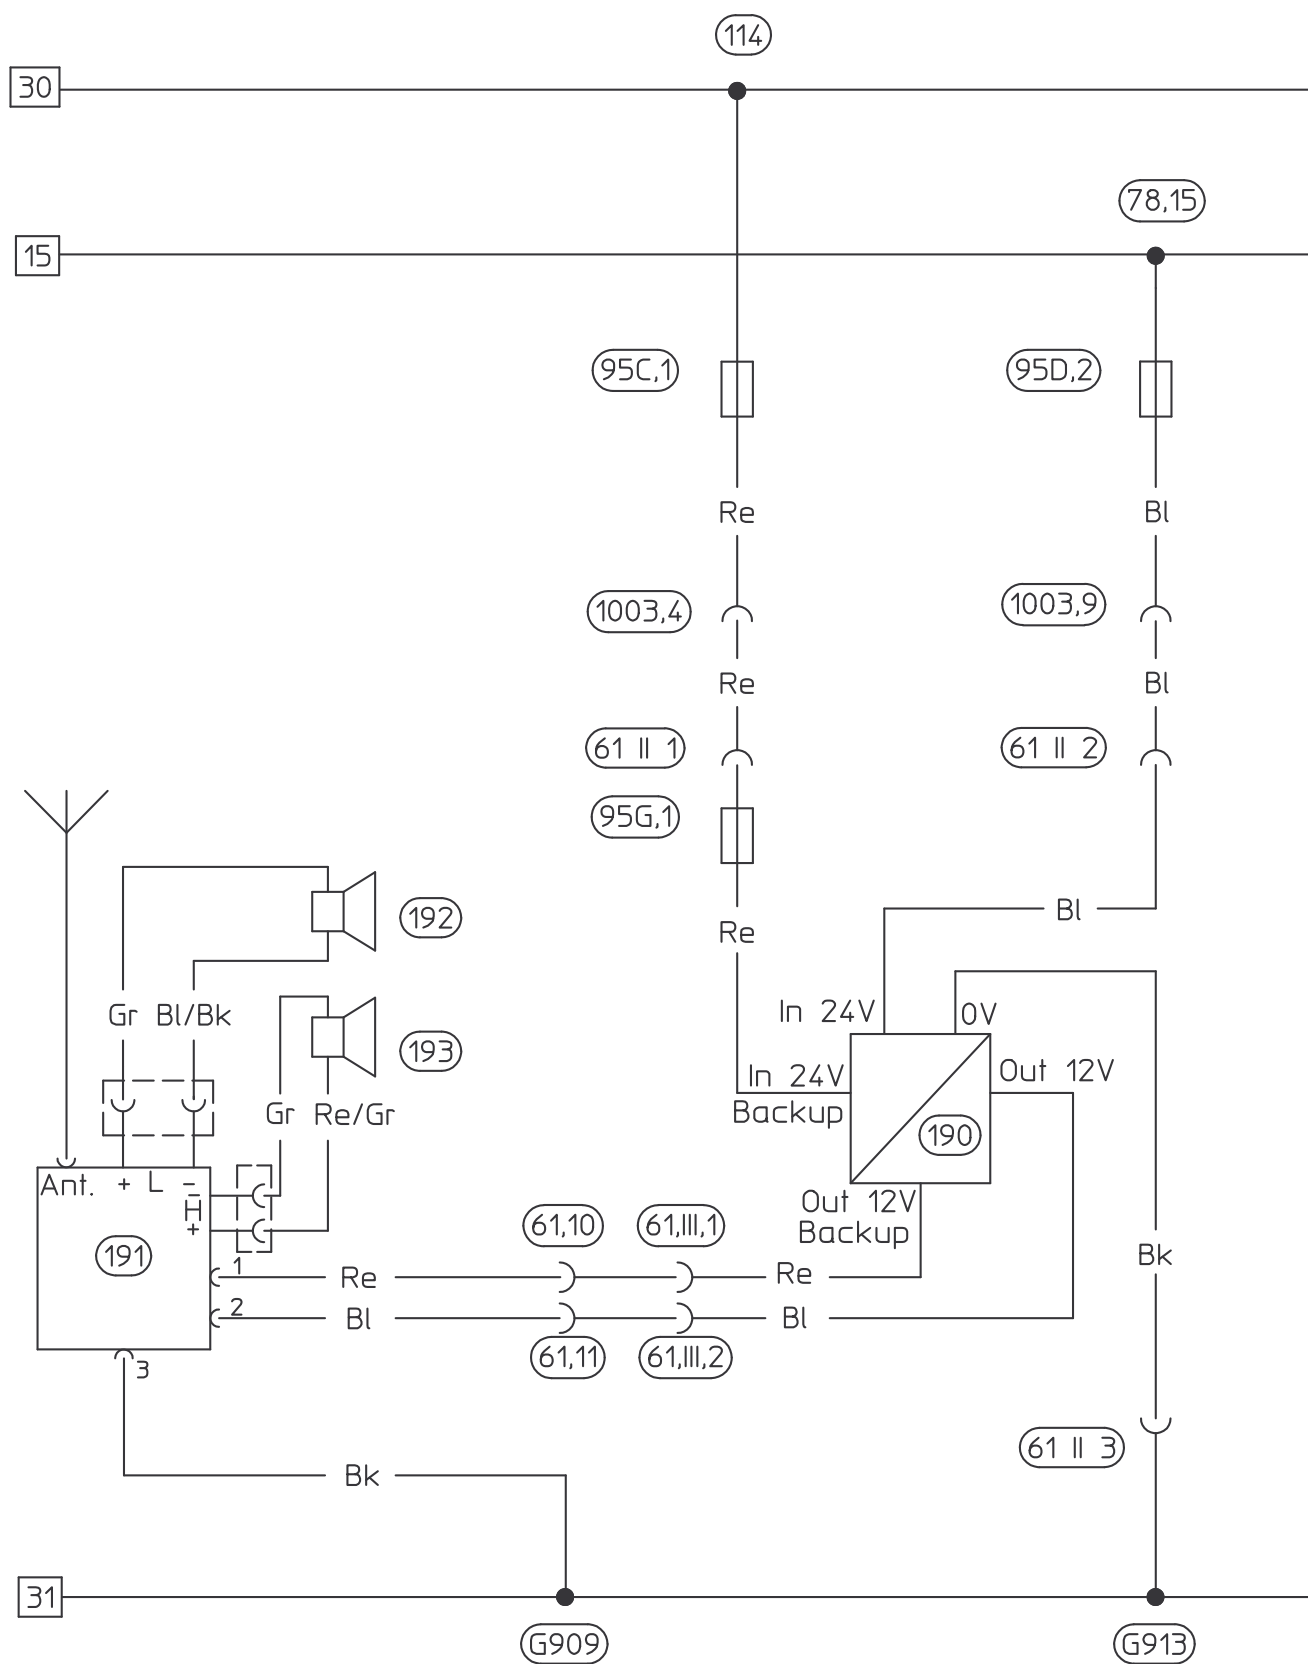 114
30
78,15
15
95C,1
95D,2
Re
Bl
1003,4
1003,9
Re
Bl
61 II 1
61 II 2
95G,1
192
Bl
Re
Gr Bl/Bk
In 24V
0V
193
In 24V
Backup
Out 12V
Gr Re/Gr
190
Ant. + L -
- H +
Out 12V
Backup
191
61,10
61,III,1
1
Re
Re
Bk
2
Bl
Bl
61,11
61,III,2
3
61 II 3
Bk
31
G909
G913